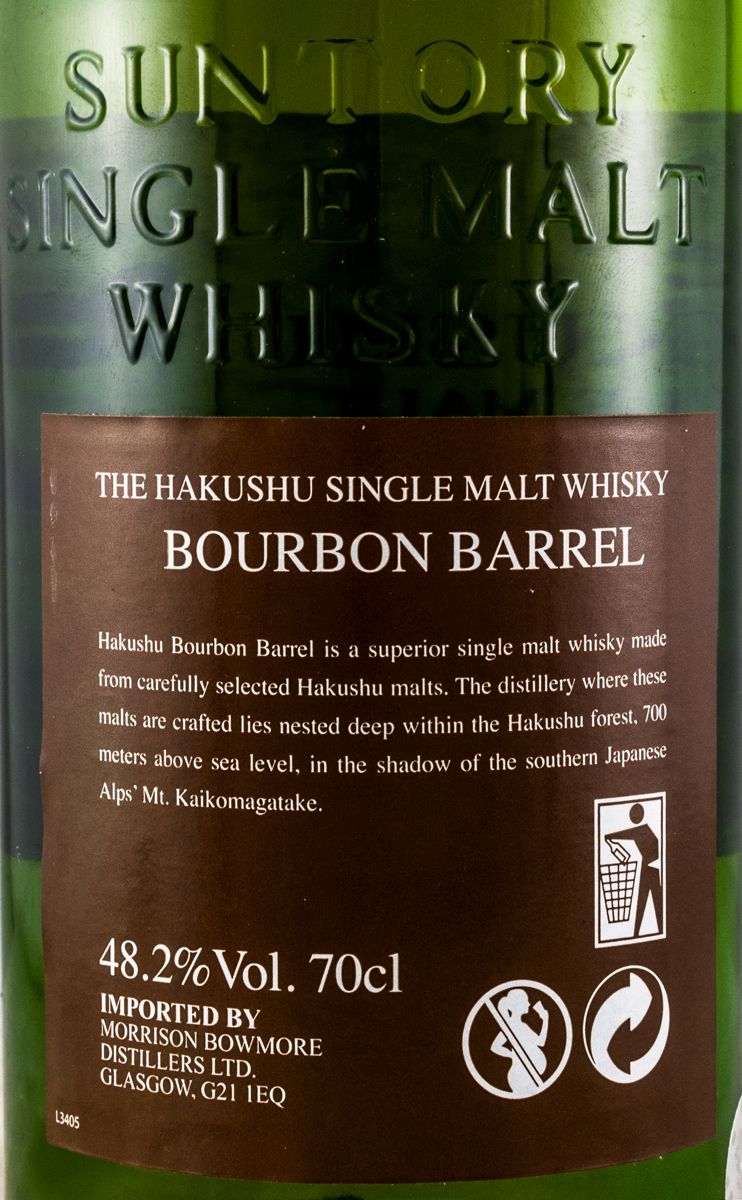 SUNTORY
SINGLE MALT
WHISKY
THE HAKUSHU SINGLE MALT WHISKY
BOURBON BARREL
Hakushu Bourbon Barrel is a superior single malt whisky made
from carefully selected Hakushu malts. The distillery where these
malts are crafted lies nested deep within the Hakushu forest, 700
meters above sea level, in the shadow of the southern Japanese
Alps' Mt. Kaikomagatake.
48.2%Vol. 70cl
IMPORTED BY
MORRISON BOWMORE
DISTILLERS LTD.
GLASGOW, G21 1EQ
L3405